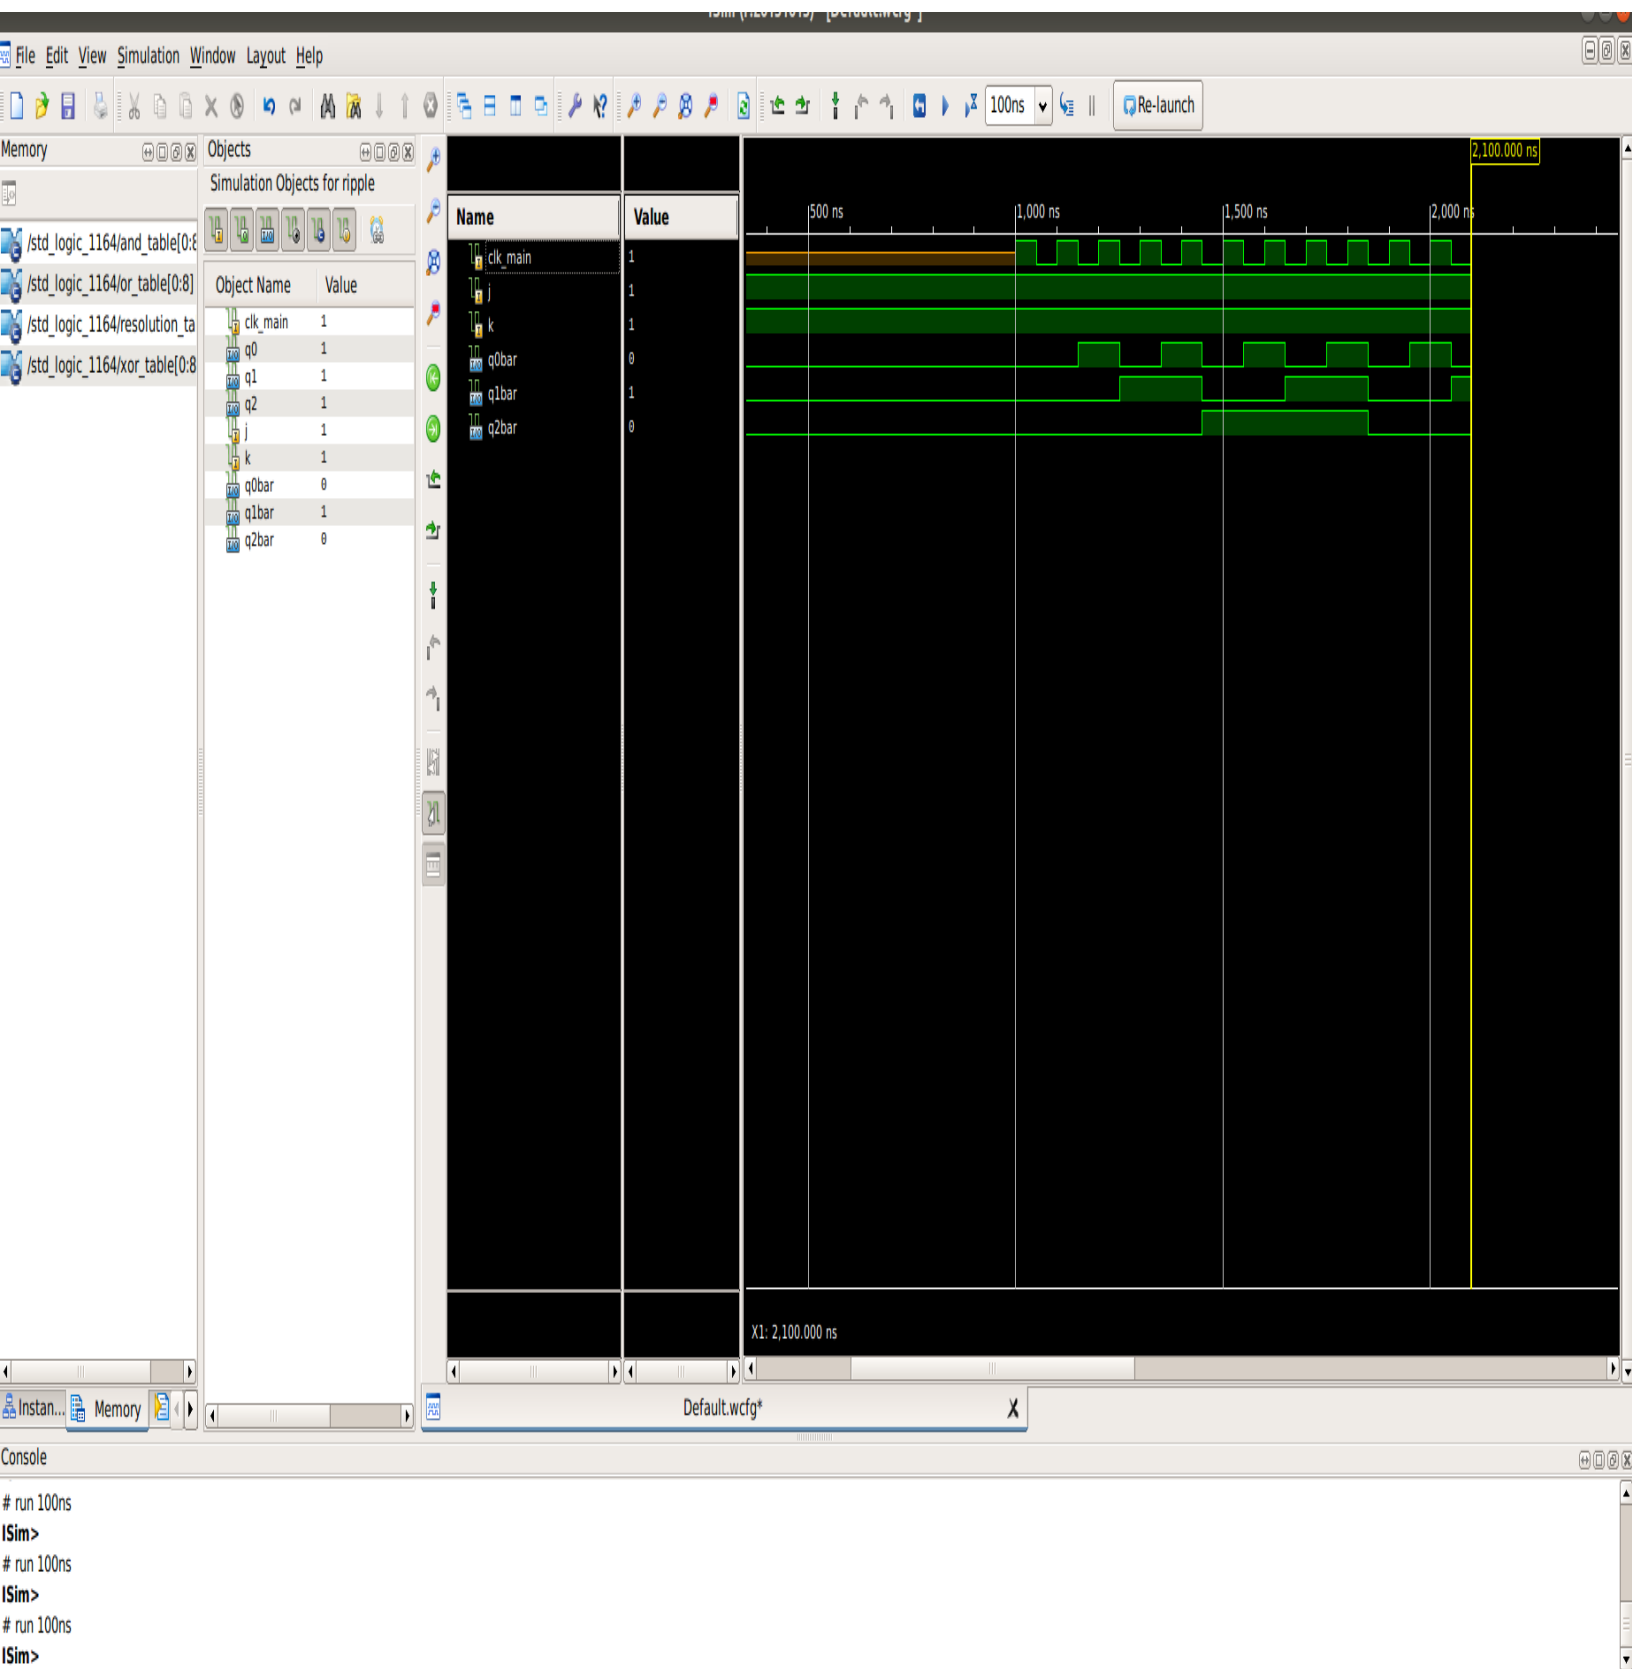 File Edit View Simulation Window Layout Help
100ns
Re-launch
Memory
/std_logic_1164/and_table[0:8
/std_logic_1164/or_table[0:8]
/std_logic_1164/resolution_ta
/std_logic_1164/xor_table[0:8
Instan... Memory
Objects
Simulation Objects for ripple
Object Name Value
clk_main 1
q0 1
q1 1
q2 1
j 1
k 1
q0bar 0
q1bar 1
q2bar 0
Name Value
clk_main 1
j 1
k 1
q0bar 0
q1bar 1
q2bar 0
2,100.000 ns
500 ns 1,000 ns 1,500 ns 2,000 ns
X1: 2,100.000 ns
Default.wcfg*
Console
# run 100ns
ISim>
# run 100ns
ISim>
# run 100ns
ISim>